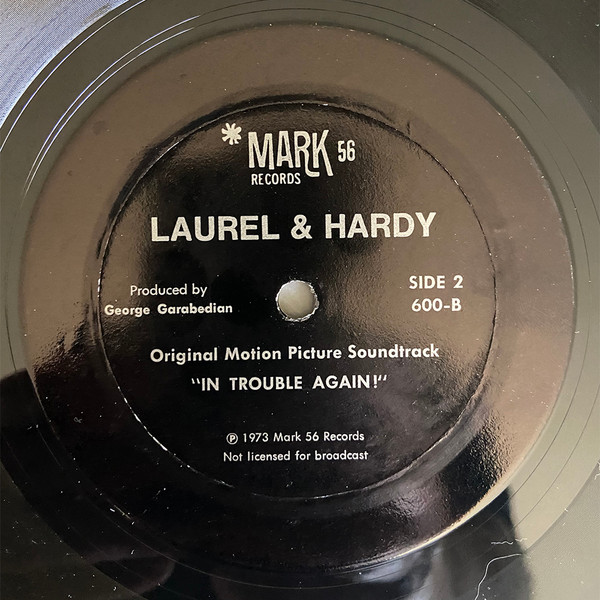 *MARK 56
RECORDS
LAUREL & HARDY
Produced by
George Garabedian
SIDE 2
600-B
Original Motion Picture Soundtrack
"IN TROUBLE AGAIN!"
℗ 1973 Mark 56 Records
Not licensed for broadcast